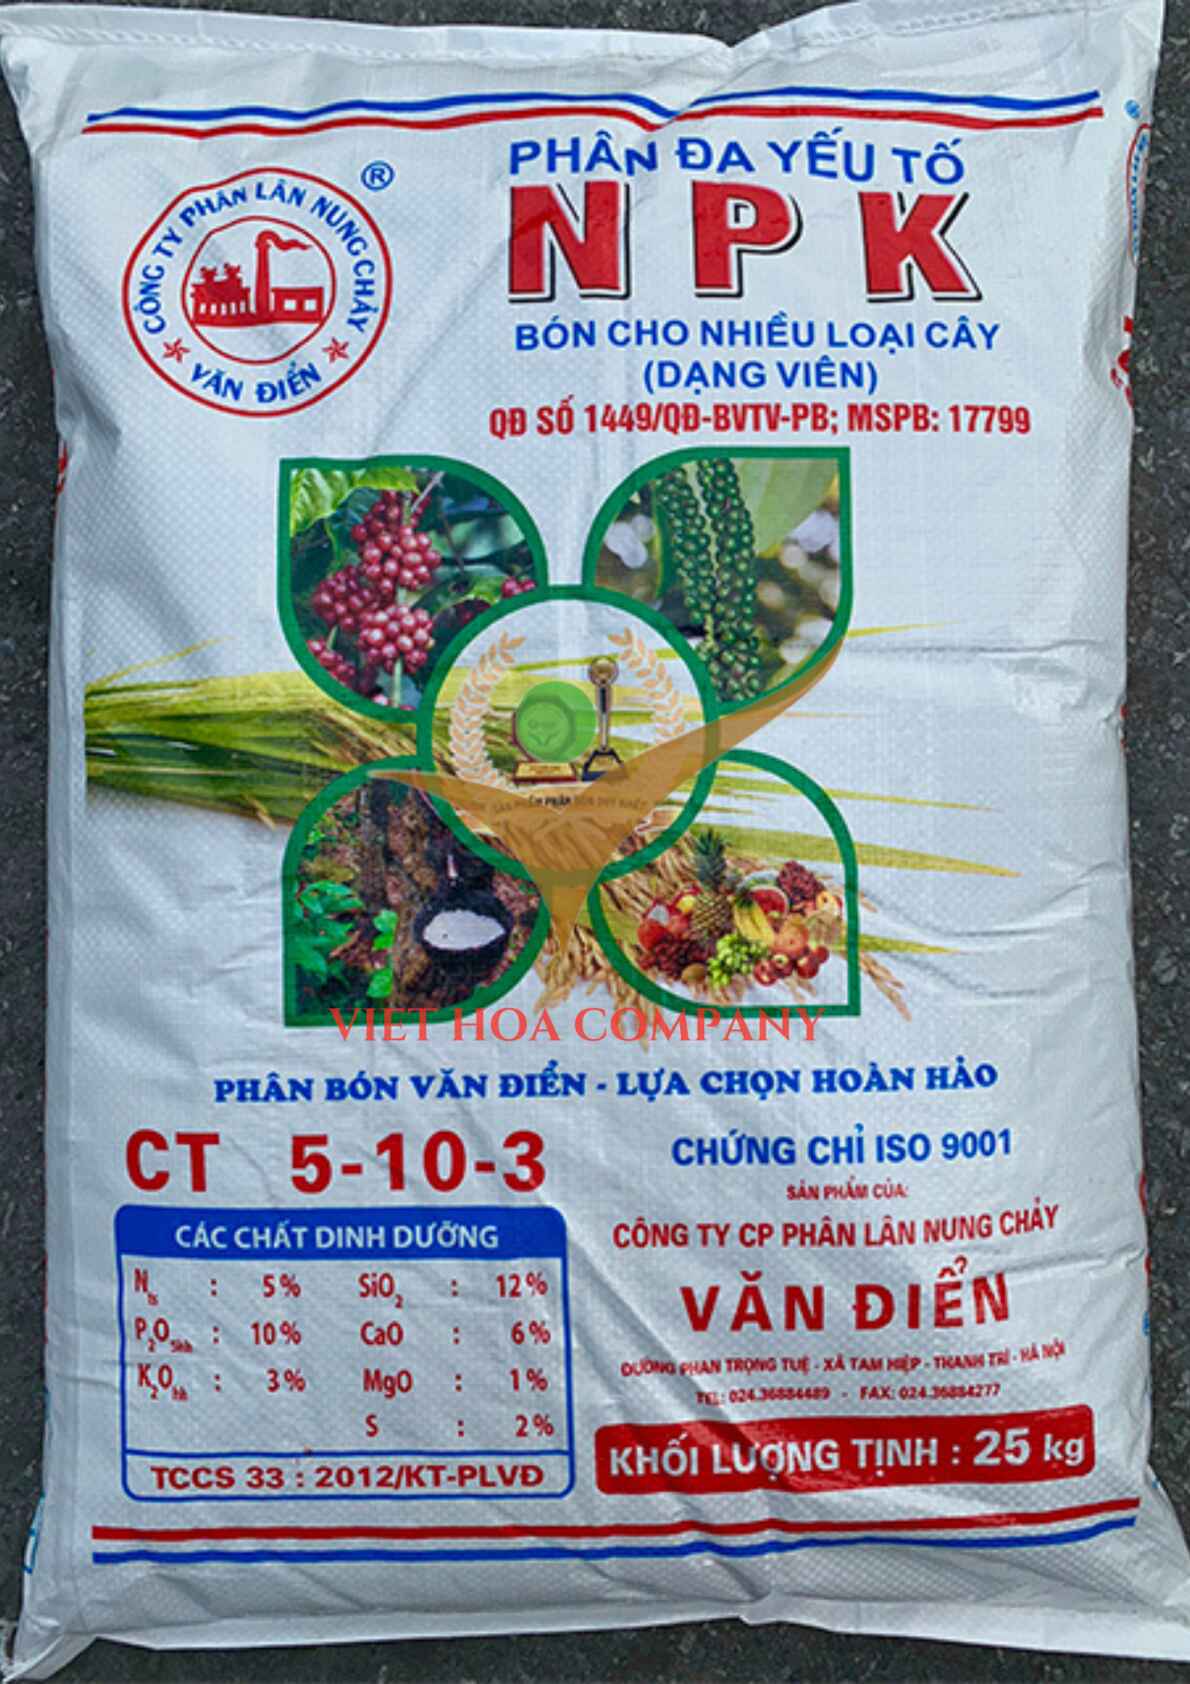 CÔNG TY PHÂN LÂN NUNG CHẢY
VĂN ĐIỂN
®
PHÂN ĐA YẾU TỐ
NPK
BÓN CHO NHIỀU LOẠI CÂY
(DẠNG VIÊN)
QĐ SỐ 1449/QĐ-BVTV-PB; MSPB: 17799
VIET HOA COMPANY
PHÂN BÓN VĂN ĐIỂN - LỰA CHỌN HOÀN HẢO
CT 5-10-3
CÁC CHẤT DINH DƯỠNG
Nts : 5% SiO2 : 12%
P2O5hh : 10% CaO : 6%
K2Ohh : 3% MgO : 1%
S : 2%
TCCS 33 : 2012/KT-PLVĐ
CHỨNG CHỈ ISO 9001
SẢN PHẨM CỦA:
CÔNG TY CP PHÂN LÂN NUNG CHẢY
VĂN ĐIỂN
ĐƯỜNG PHAN TRỌNG TUỆ - XÃ TAM HIỆP - THANH TRÌ - HÀ NỘI
TEL: 024.36884489 - FAX: 024.36884277
KHỐI LƯỢNG TỊNH : 25 kg